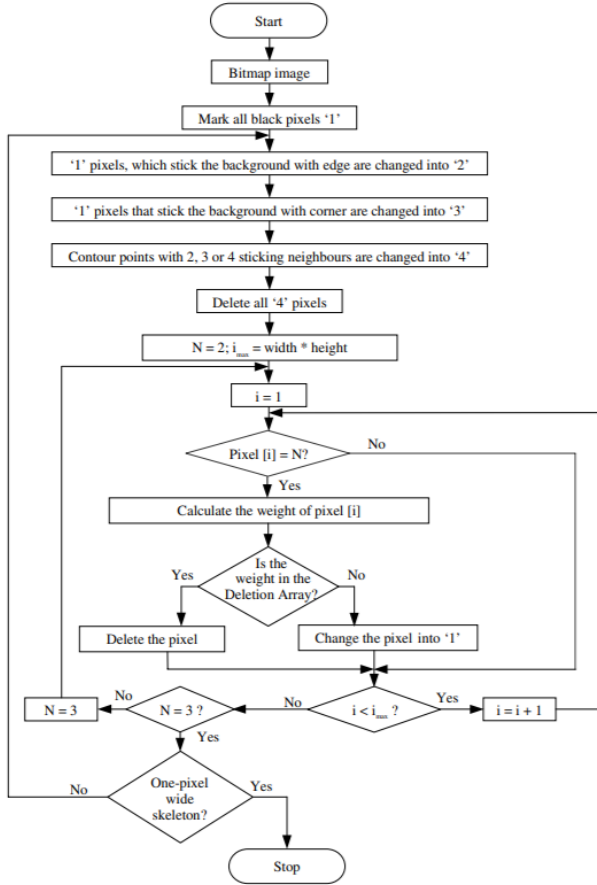 Start
Bitmap image
Mark all black pixels ‘1’
‘1’ pixels, which stick the background with edge are changed into ‘2’
‘1’ pixels that stick the background with corner are changed into ‘3’
Contour points with 2, 3 or 4 sticking neighbours are changed into ‘4’
Delete all ‘4’ pixels
N = 2; i_max = width * height
i = 1
Pixel [i] = N?
No
Yes
Calculate the weight of pixel [i]
Is the
weight in the
Deletion Array?
Yes
No
Delete the pixel
Change the pixel into ‘1’
N = 3
No
N = 3 ?
No
i < i_max ?
Yes
i = i + 1
Yes
No
One-pixel
wide
skeleton?
Yes
Stop